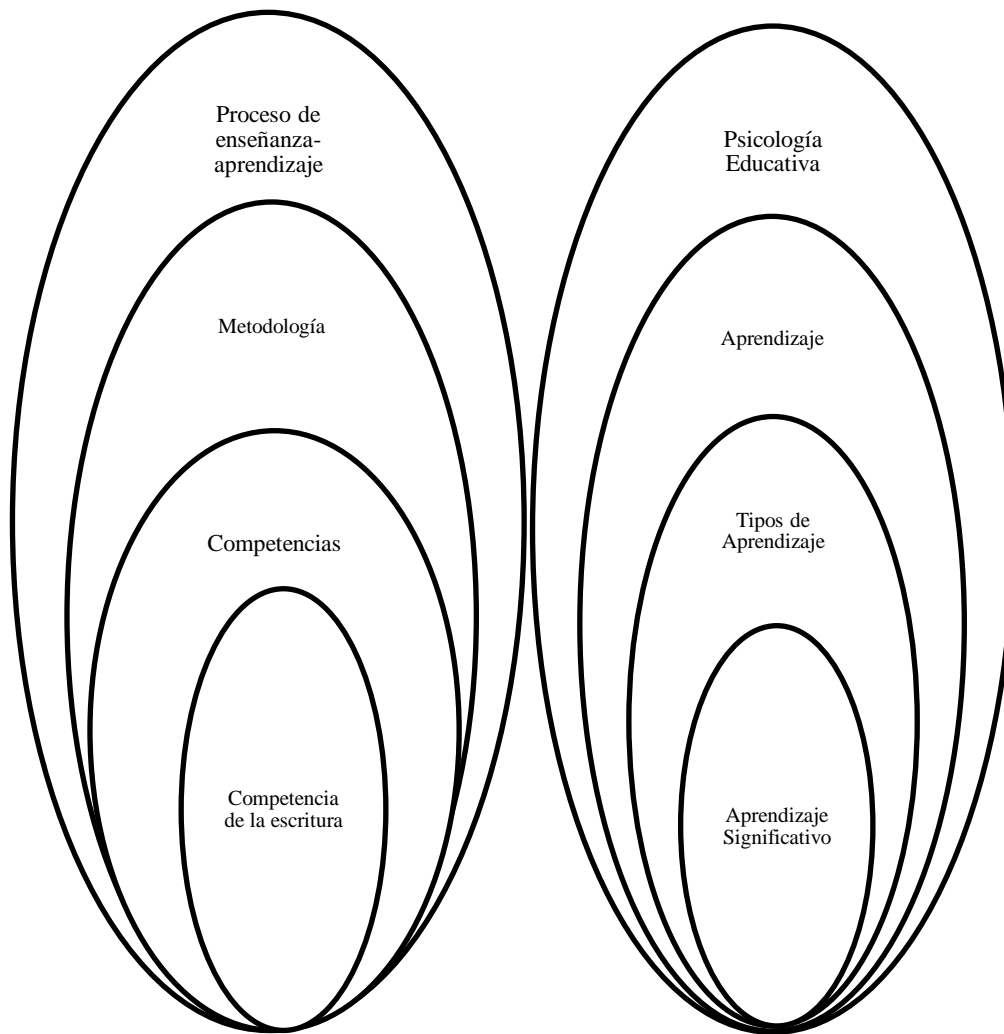 Proceso de
enseñanza-
aprendizaje
Metodología
Competencias
Competencia
de la escritura
Psicología
Educativa
Aprendizaje
Tipos de
Aprendizaje
Aprendizaje
Significativo